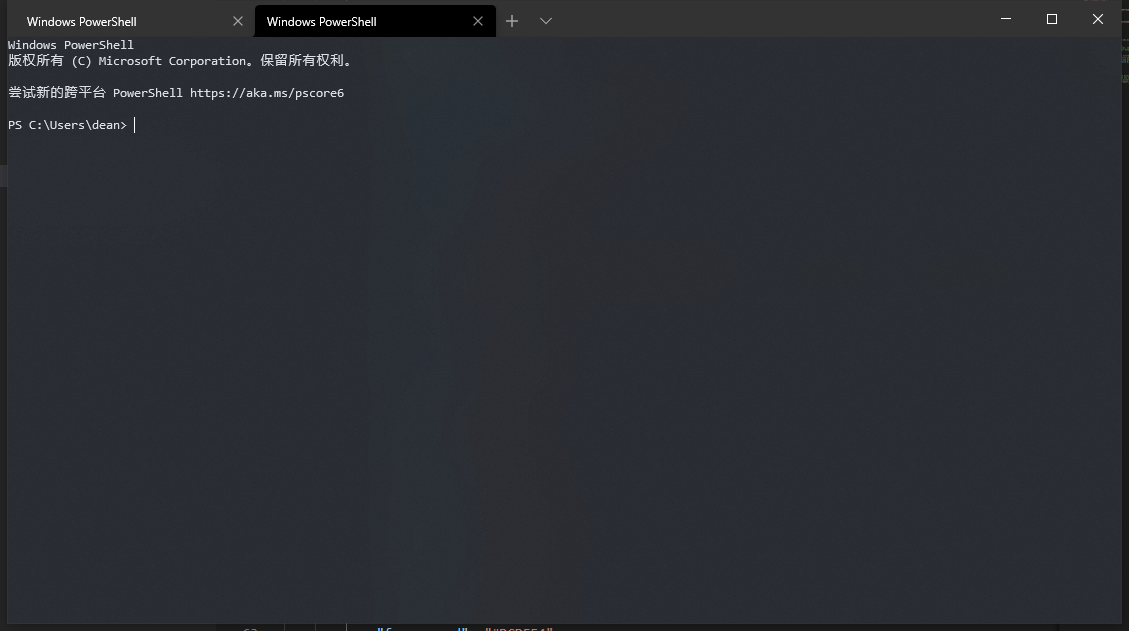 Windows PowerShell
Windows PowerShell
Windows PowerShell
版权所有 (C) Microsoft Corporation。保留所有权利。
尝试新的跨平台 PowerShell https://aka.ms/pscore6
PS C:\Users\dean>